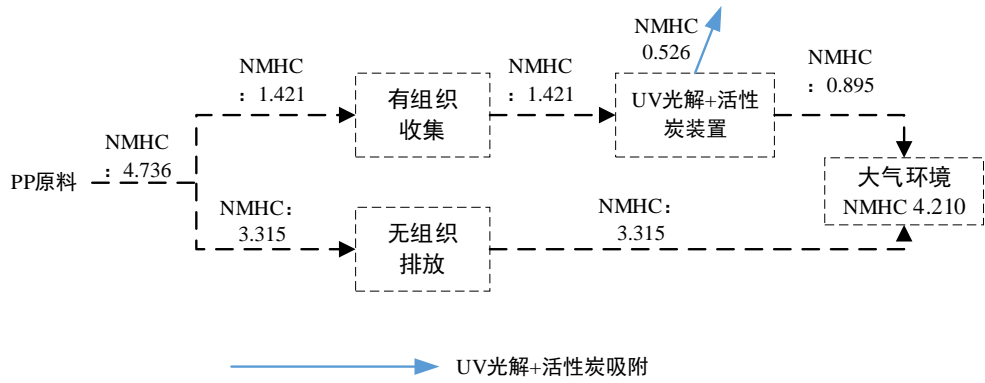 NMHC
0.526
NMHC
：1.421
NMHC
：1.421
NMHC
：0.895
有组织
收集
UV光解+活性
炭装置
NMHC
：4.736
PP原料
大气环境
NMHC 4.210
NMHC：
3.315
NMHC：
3.315
无组织
排放
UV光解+活性炭吸附